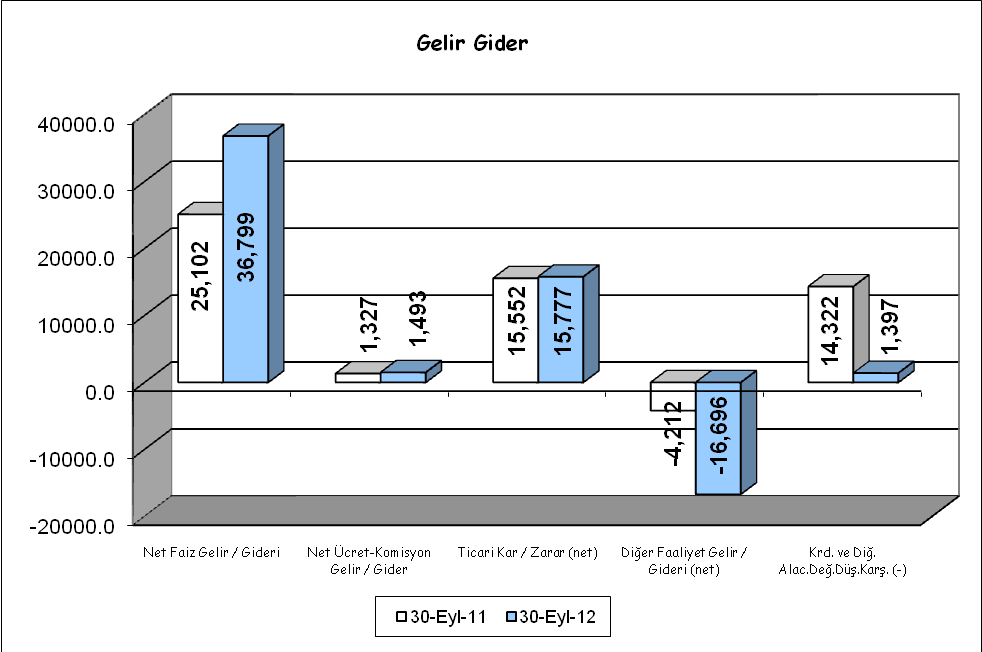 Gelir Gider
40000.0
30000.0
20000.0
10000.0
0.0
-10000.0
-20000.0
25,102
36,799
1,327
1,493
15,552
15,777
-4,212
-16,696
14,322
1,397
Net Faiz Gelir / Gideri
Net Ücret-Komisyon
Gelir / Gider
Ticari Kar / Zarar (net)
Diğer Faaliyet Gelir /
Gideri (net)
Krd. ve Diğ.
Alac.Değ.Düş.Karş. (-)
30-Eyl-11
30-Eyl-12